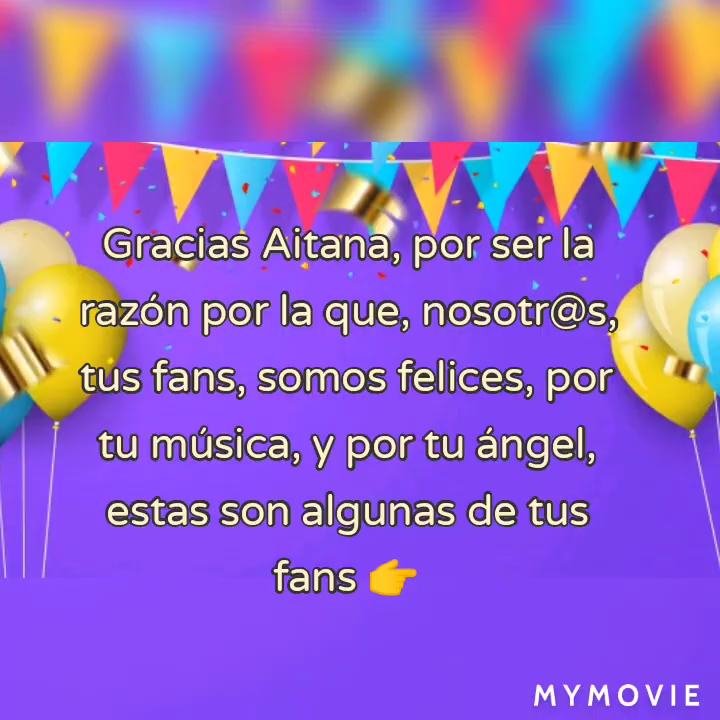 Gracias Aitana, por ser la
razón por la que, nosotr@s,
tus fans, somos felices, por
tu música, y por tu ángel,
estas son algunas de tus
fans 👉
MYMOVIE